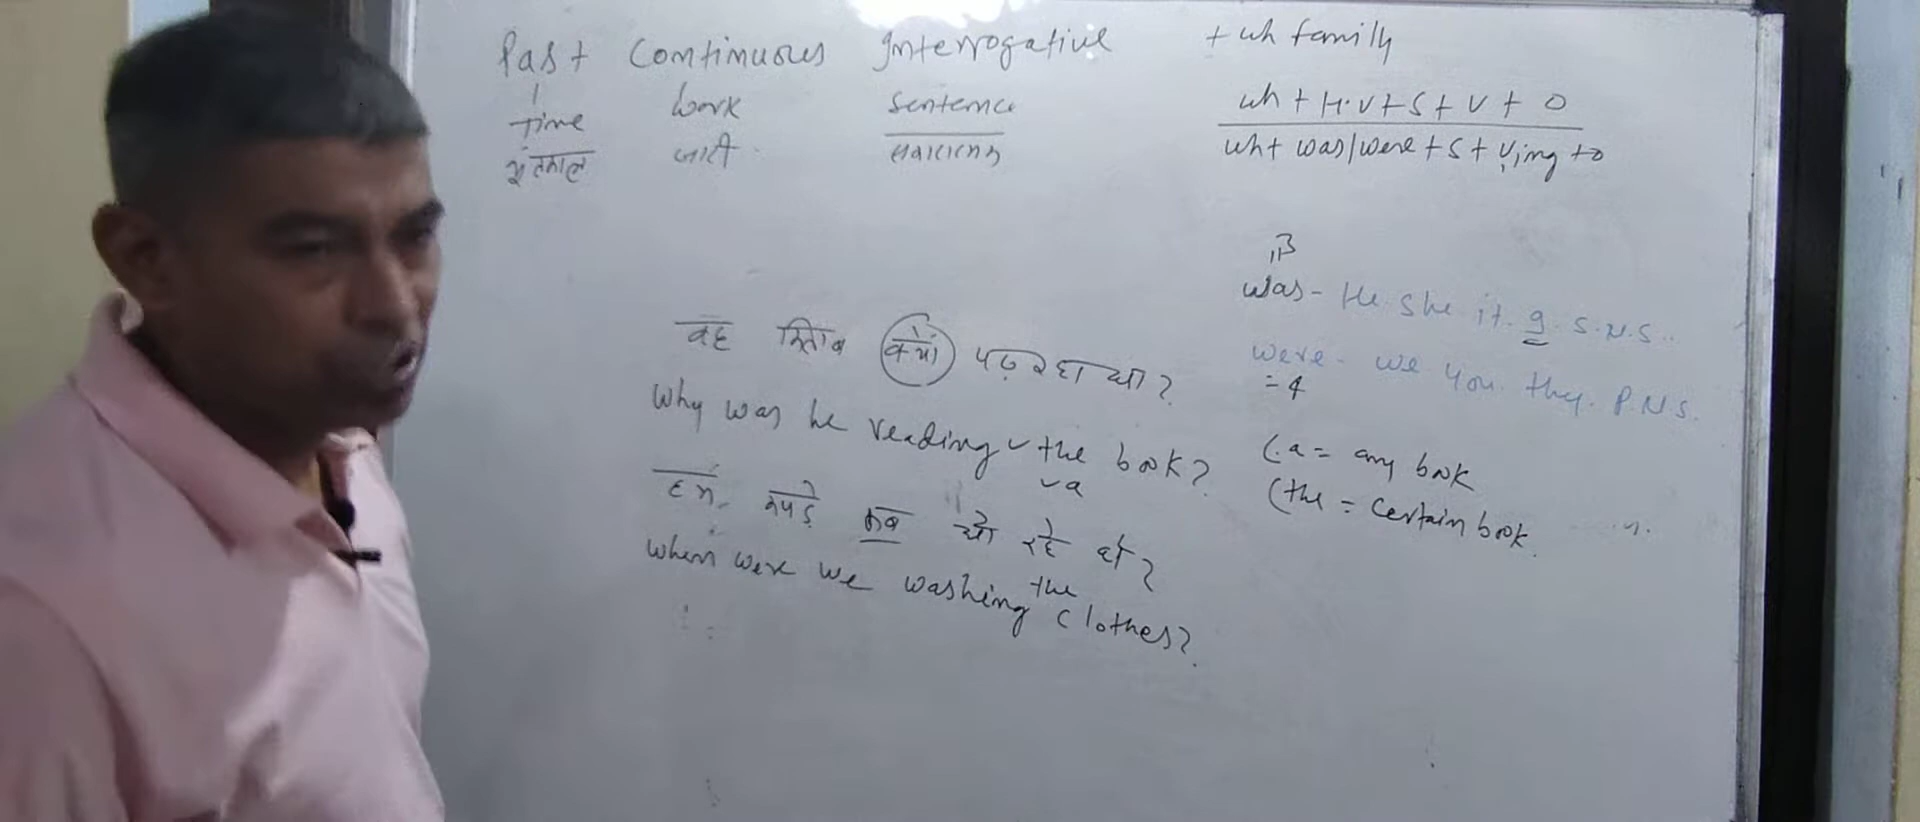 Past Continuous Interrogative + wh family
Time work sentence
भूतकाल जारी
wh + H.V + S + V + O
wh + was/were + S + V, ing + o
was - He. She it. g. S.N.S..
were - we you. they. P.N.S.
= 4
वह किताब क्यों पढ़ रहा था?
Why was he reading the book?
a
(.a = any book
(the = certain book.
हम कपड़े कब धो रहे थे?
when were we washing the clothes?